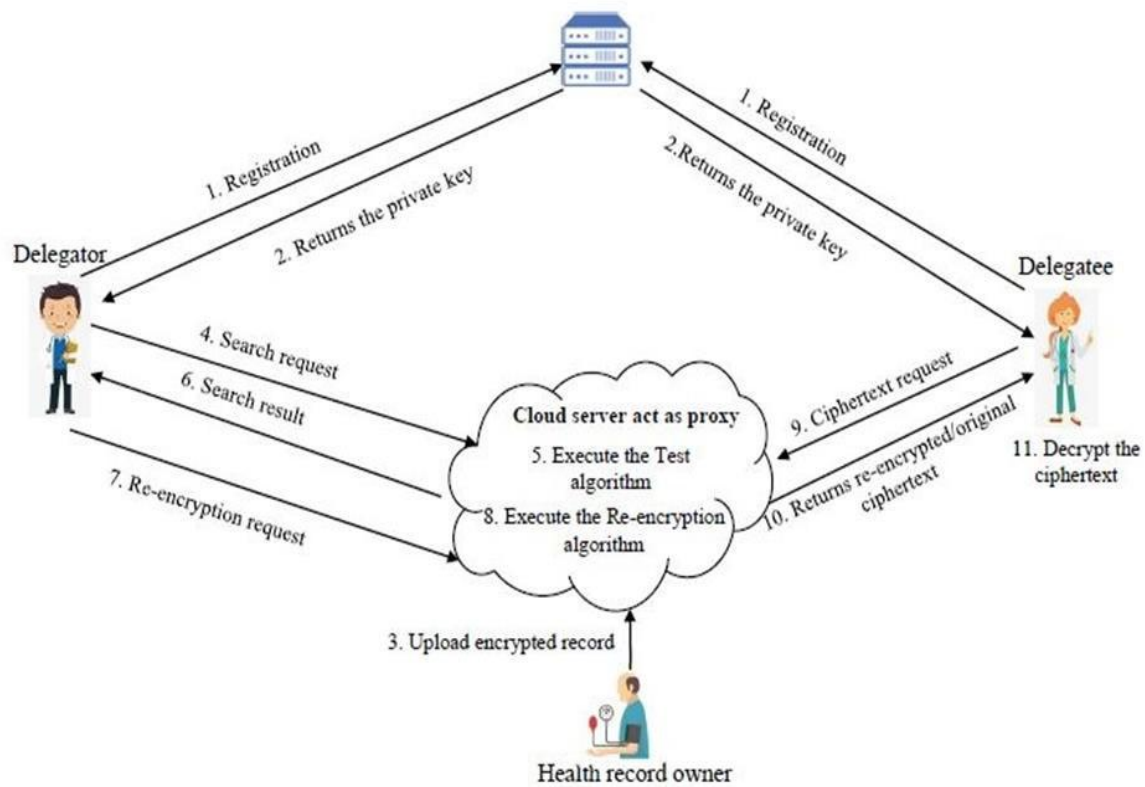 1. Registration
2. Returns the private key
1. Registration
2.Returns the private key
Delegator
Delegatee
4. Search request
6. Search result
7. Re-encryption request
Cloud server act as proxy
5. Execute the Test
algorithm
8. Execute the Re-encryption
algorithm
9. Ciphertext request
10. Returns re-encrypted/original
ciphertext
11. Decrypt the
ciphertext
3. Upload encrypted record
Health record owner